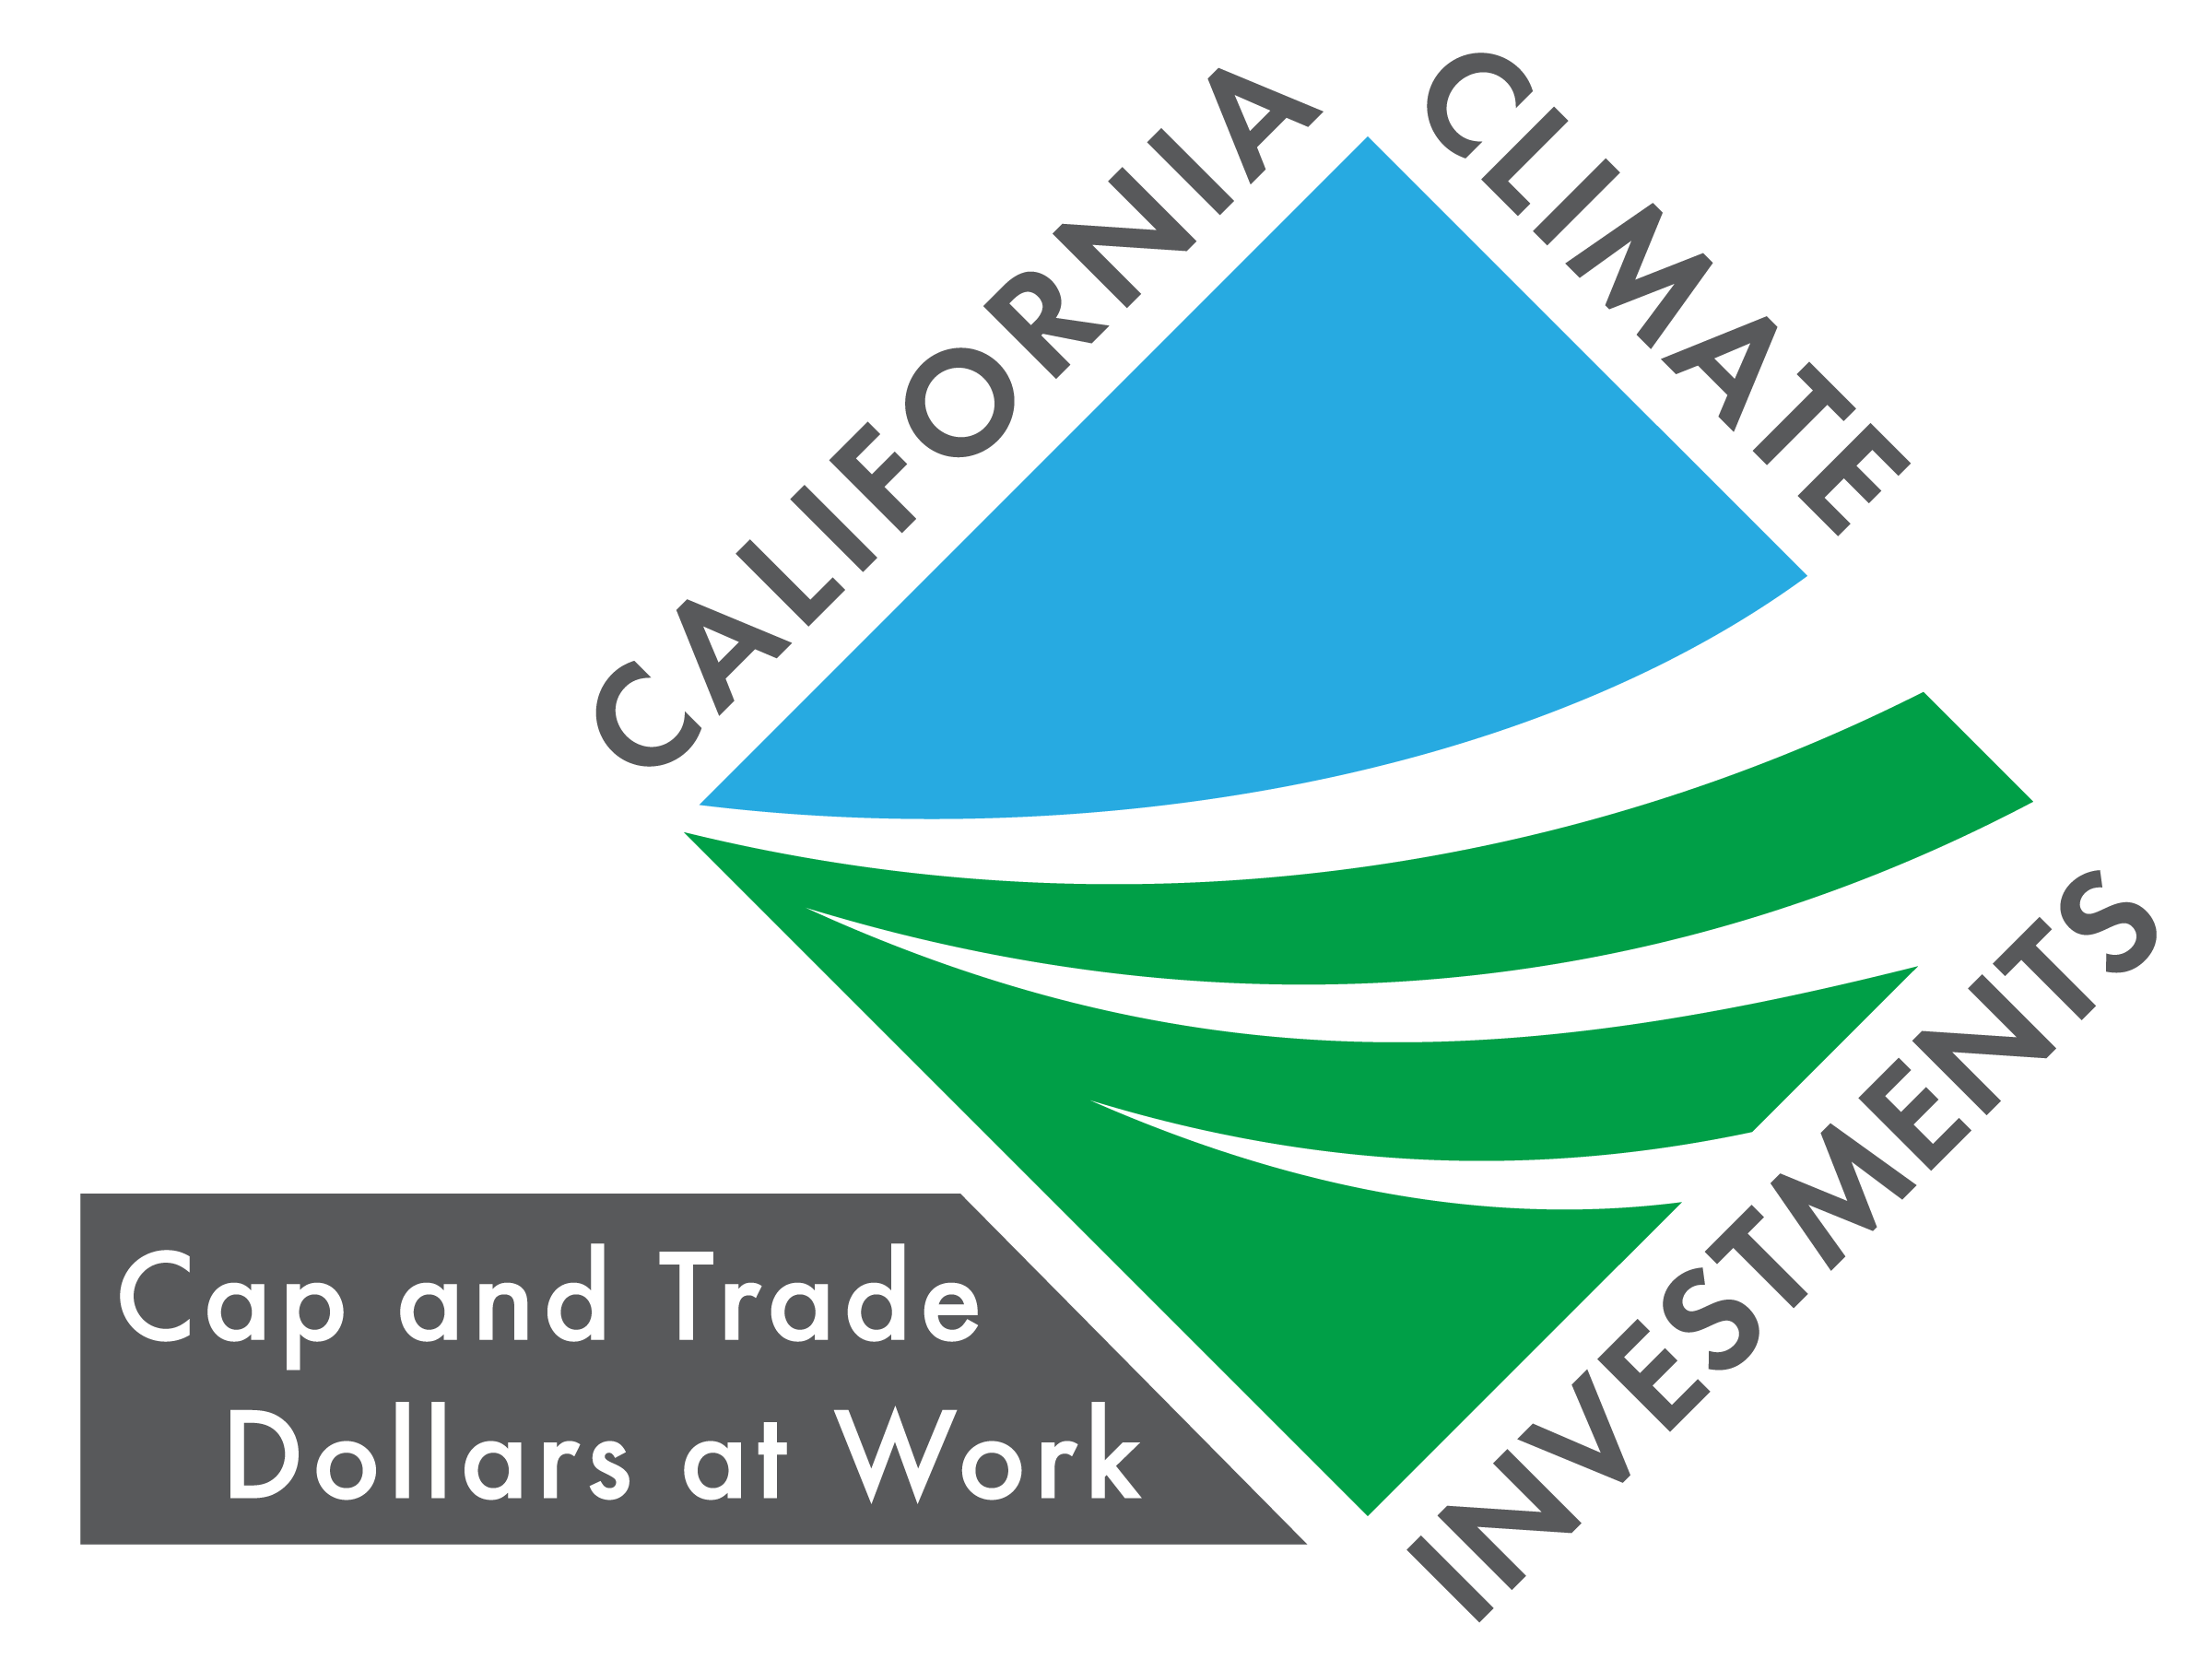 CALIFORNIA
CLIMATE
INVESTMENTS
Cap and Trade
Dollars at Work